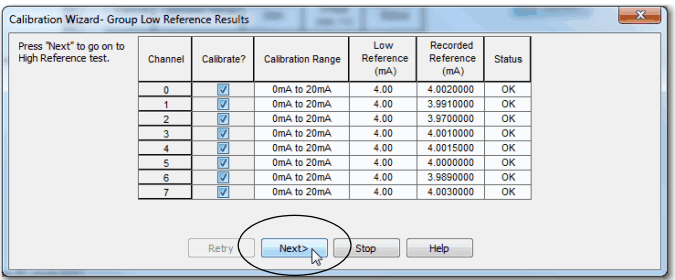 Calibration Wizard- Group Low Reference Results
Press "Next" to go on to
High Reference test.
Channel Calibrate? Calibration Range Low Reference (mA) Recorded Reference (mA) Status
0 0mA to 20mA 4.00 4.0020000 OK
1 0mA to 20mA 4.00 3.9910000 OK
2 0mA to 20mA 4.00 3.9700000 OK
3 0mA to 20mA 4.00 4.0010000 OK
4 0mA to 20mA 4.00 4.0015000 OK
5 0mA to 20mA 4.00 4.0000000 OK
6 0mA to 20mA 4.00 3.9890000 OK
7 0mA to 20mA 4.00 4.0030000 OK
Retry Next> Stop Help